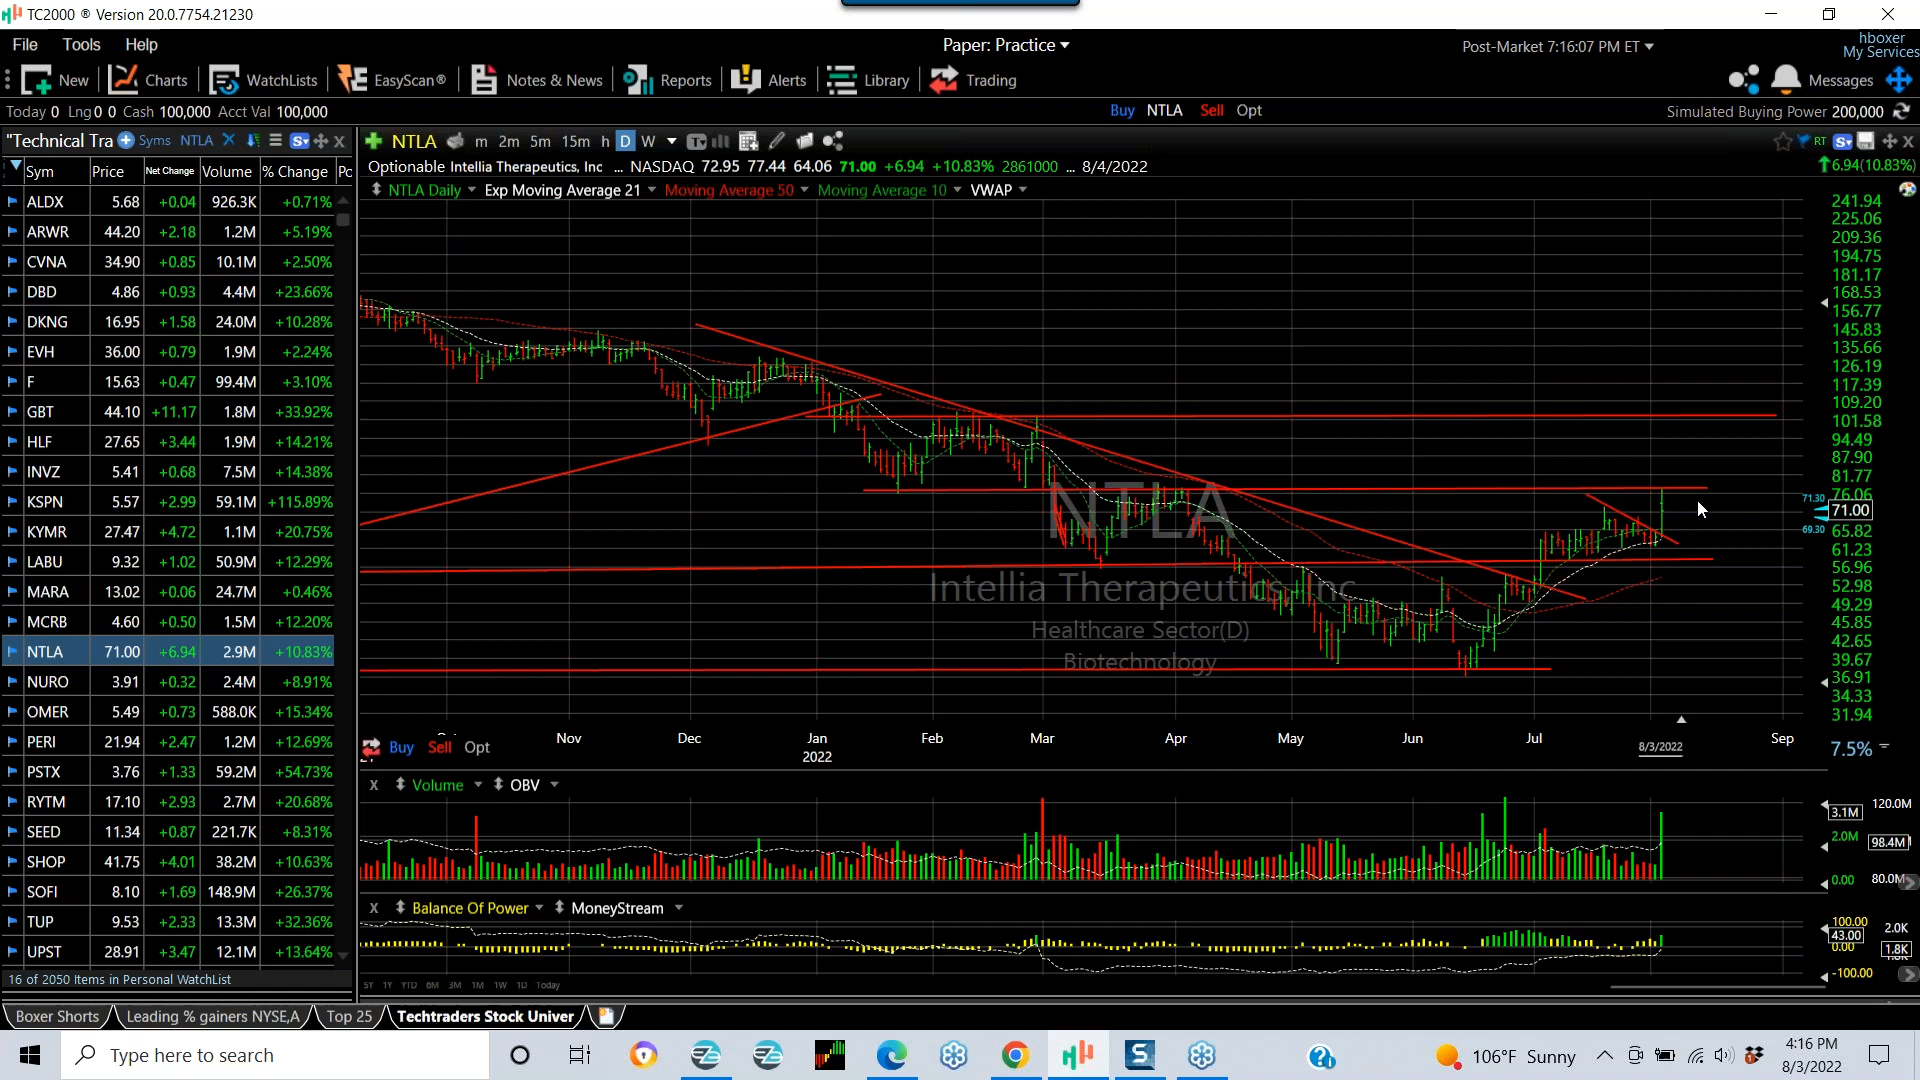 TC2000 ® Version 20.0.7754.21230
File Tools Help
Paper: Practice
Post-Market 7:16:07 PM ET
hboxer
My Services
New Charts WatchLists EasyScan® Notes & News Reports Alerts Library Trading
Messages
Today 0 Lng 0 0 Cash 100,000 Acct Val 100,000
Buy NTLA Sell Opt
Simulated Buying Power 200,000
"Technical Tra Syms NTLA
NTLA m 2m 5m 15m h D W
RT
Optionable Intellia Therapeutics, Inc ... NASDAQ 72.95 77.44 64.06 71.00 +6.94 +10.83% 2861000 ... 8/4/2022
6.94(10.83%)
NTLA Daily Exp Moving Average 21 Moving Average 50 Moving Average 10 VWAP
Sym Price Net Change Volume % Change Pc
ALDX 5.68 +0.04 926.3K +0.71%
ARWR 44.20 +2.18 1.2M +5.19%
CVNA 34.90 +0.85 10.1M +2.50%
DBD 4.86 +0.93 4.4M +23.66%
DKNG 16.95 +1.58 24.0M +10.28%
EVH 36.00 +0.79 1.9M +2.24%
F 15.63 +0.47 99.4M +3.10%
GBT 44.10 +11.17 1.8M +33.92%
HLF 27.65 +3.44 1.9M +14.21%
INVZ 5.41 +0.68 7.5M +14.38%
KSPN 5.57 +2.99 59.1M +115.89%
KYMR 27.47 +4.72 1.1M +20.75%
LABU 9.32 +1.02 50.9M +12.29%
MARA 13.02 +0.06 24.7M +0.46%
MCRB 4.60 +0.50 1.5M +12.20%
NTLA 71.00 +6.94 2.9M +10.83%
NURO 3.91 +0.32 2.4M +8.91%
OMER 5.49 +0.73 588.0K +15.34%
PERI 21.94 +2.47 1.2M +12.69%
PSTX 3.76 +1.33 59.2M +54.73%
RYTM 17.10 +2.93 2.7M +20.68%
SEED 11.34 +0.87 221.7K +8.31%
SHOP 41.75 +4.01 38.2M +10.63%
SOFI 8.10 +1.69 148.9M +26.37%
TUP 9.53 +2.33 13.3M +32.36%
UPST 28.91 +3.47 12.1M +13.64%
16 of 2050 Items in Personal WatchList
NTLA
Intellia Therapeutics, Inc
Healthcare Sector(D)
Biotechnology
241.94
225.06
209.36
194.75
181.17
168.53
156.77
145.83
135.66
126.19
117.39
109.20
101.58
94.49
87.90
81.77
76.06
71.30
71.00
69.30
65.82
61.23
56.96
52.98
49.29
45.85
42.65
39.67
36.91
34.33
31.94
7.5%
Nov Dec Jan Feb Mar Apr May Jun Jul 8/3/2022 Sep
2022
Buy Sell Opt
X Volume OBV
120.0M
3.1M
2.0M
98.4M
0.00
80.0M
X Balance Of Power MoneyStream
100.00
2.0K
43.00
0.00
1.8K
-100.00
5Y 1Y YTD 6M 3M 1M 1W 1D Today
Boxer Shorts Leading % gainers NYSE,A Top 25 Techtraders Stock Univer
Type here to search
106°F Sunny
4:16 PM
8/3/2022